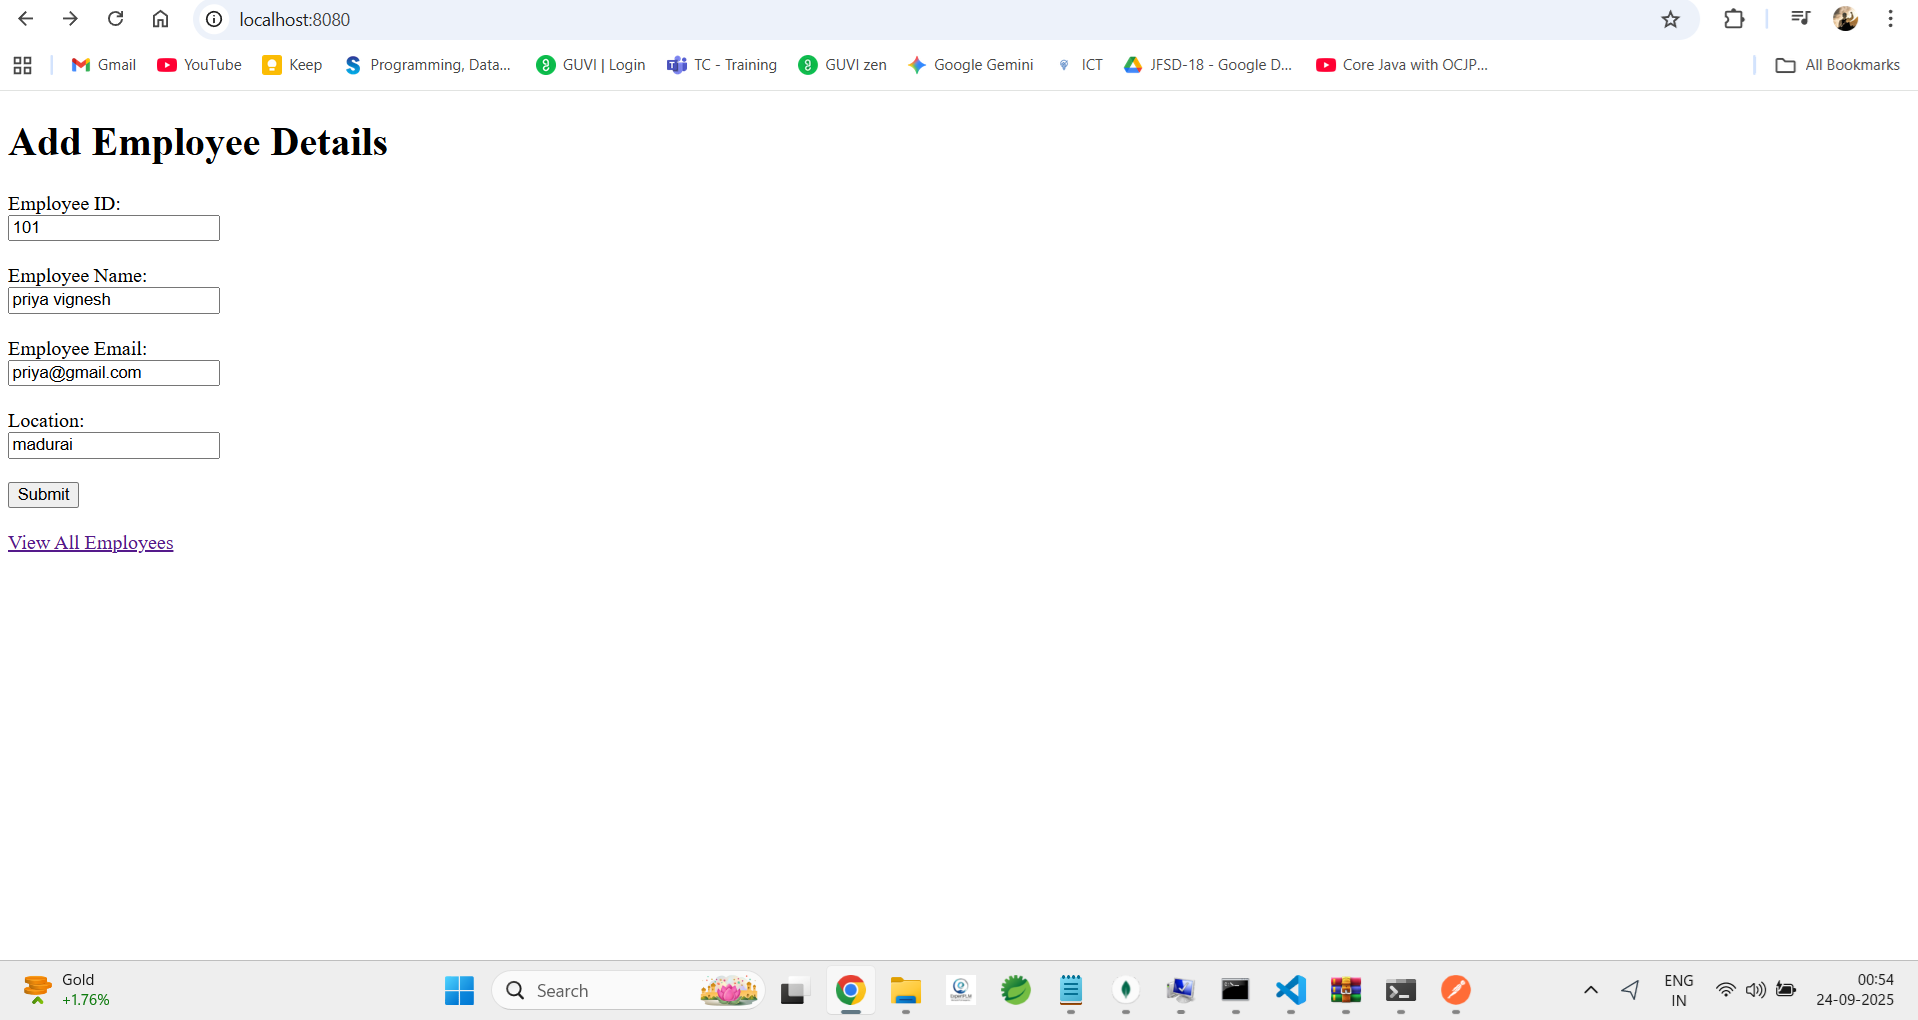 localhost:8080
Gmail YouTube Keep Programming, Data... GUVI | Login TC - Training GUVI zen Google Gemini ICT JFSD-18 - Google D... Core Java with OCJP... All Bookmarks
Add Employee Details
Employee ID:
101
Employee Name:
priya vignesh
Employee Email:
priya@gmail.com
Location:
madurai
Submit
View All Employees
Gold
+1.76%
Search
ENG
IN
00:54
24-09-2025